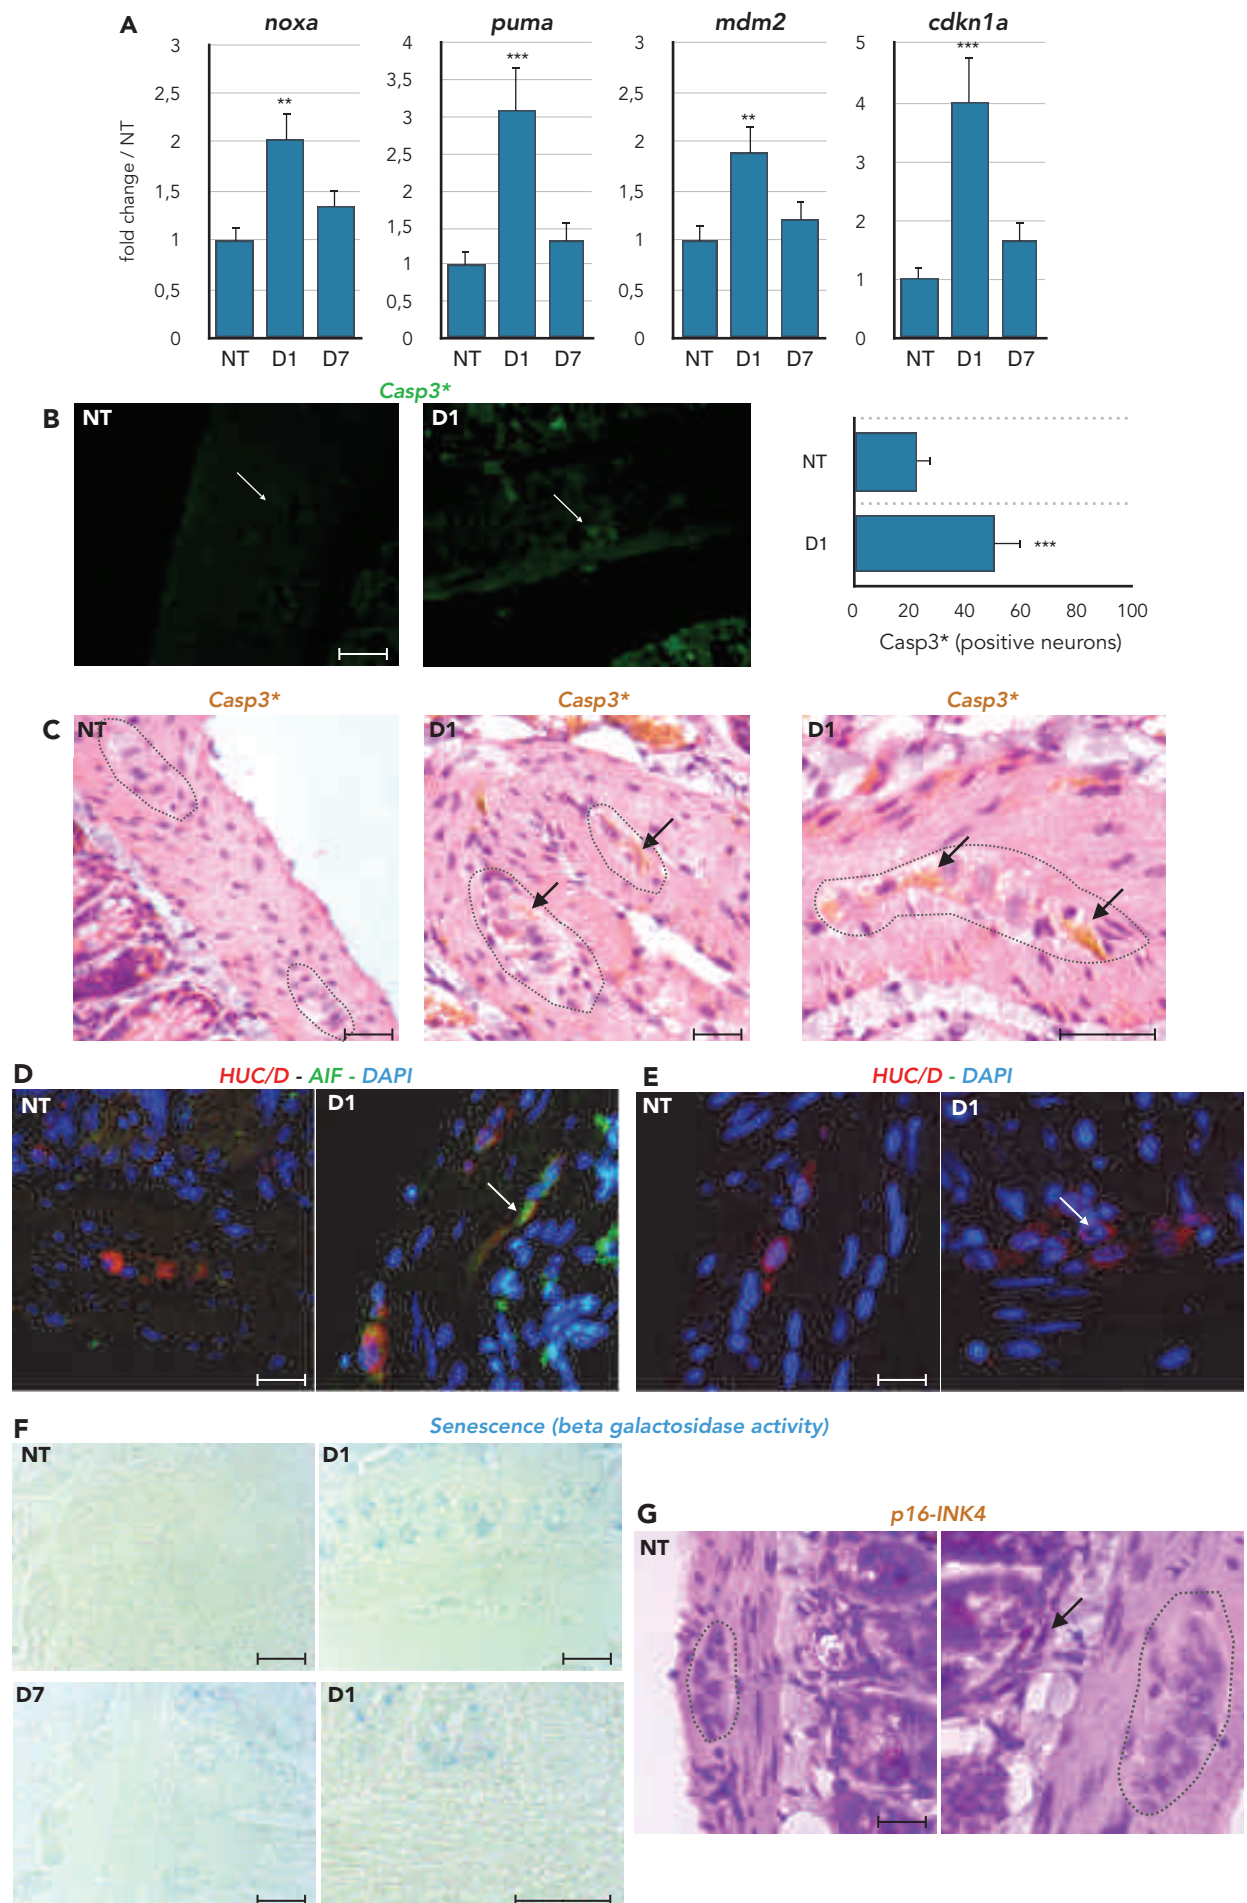 A
noxa
puma
mdm2
cdkn1a
fold change / NT
3
2,5
2
1,5
1
0,5
0
**
NT D1 D7
4
3,5
3
2,5
2
1,5
1
0,5
0
***
NT D1 D7
3
2,5
2
1,5
1
0,5
0
**
NT D1 D7
5
4
3
2
1
0
***
NT D1 D7
Casp3*
B
NT
D1
NT
D1
***
0 20 40 60 80 100
Casp3* (positive neurons)
Casp3*
Casp3*
Casp3*
C
NT
D1
D1
D
HUC/D - AIF - DAPI
NT
D1
E
HUC/D - DAPI
NT
D1
F
Senescence (beta galactosidase activity)
NT
D1
D7
D1
G
p16-INK4
NT